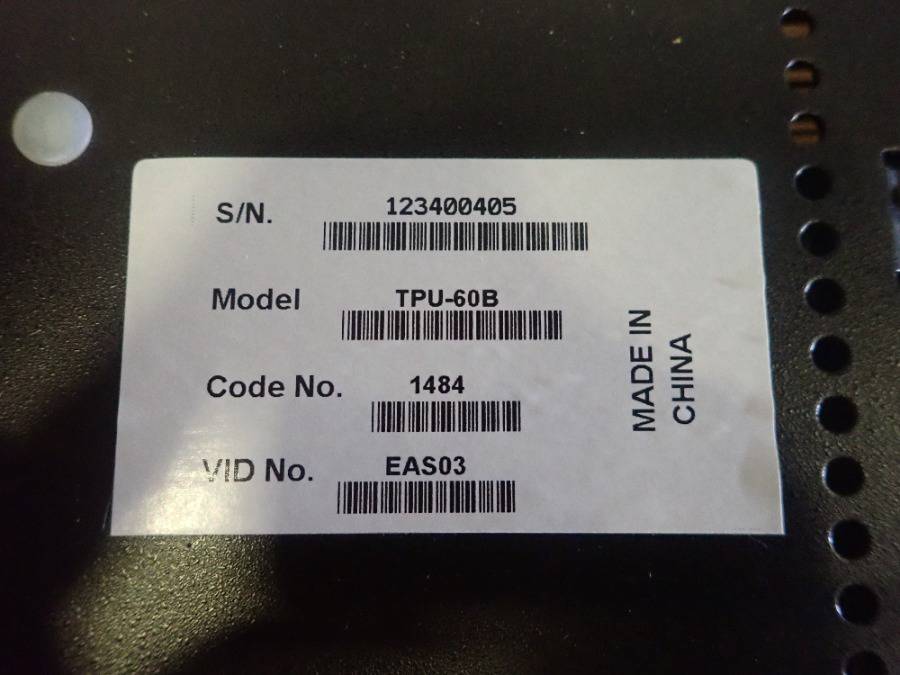 S/N. 123400405
Model TPU-60B
Code No. 1484
VID No. EAS03
MADE IN
CHINA